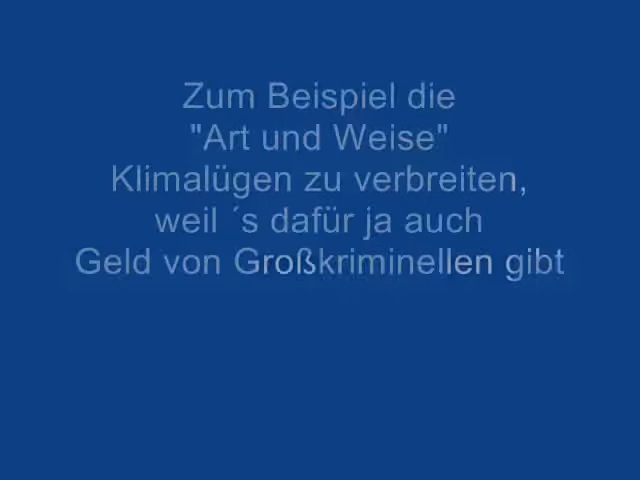 Zum Beispiel die
"Art und Weise"
Klimalügen zu verbreiten,
weil ´s dafür ja auch
Geld von Großkriminellen gibt